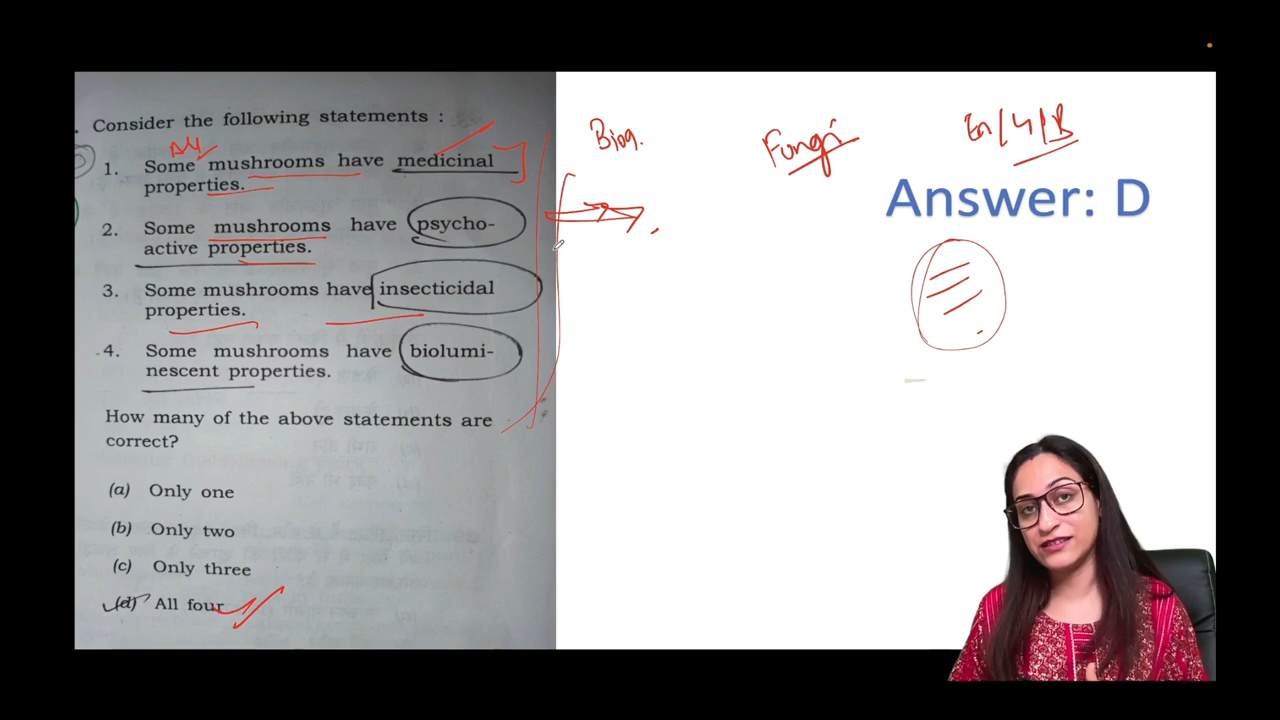 Consider the following statements :
All
1. Some mushrooms have medicinal
properties.
2. Some mushrooms have psycho-
active properties.
3. Some mushrooms have insecticidal
properties.
4. Some mushrooms have biolumi-
nescent properties.
How many of the above statements are
correct?
(a) Only one
(b) Only two
(c) Only three
(d) All four
Fungi
Answer: D